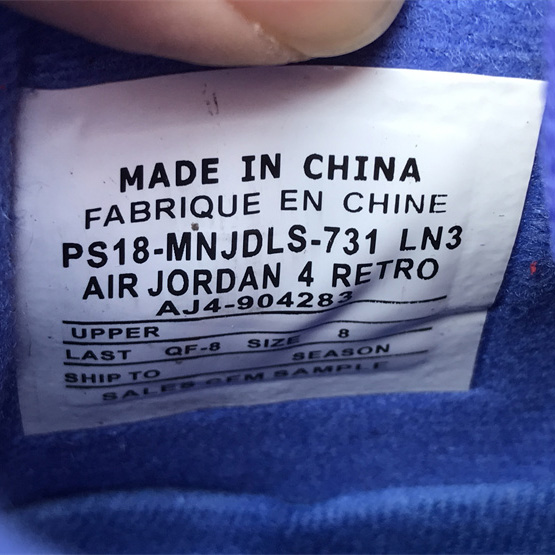 MADE IN CHINA
FABRIQUE EN CHINE
PS18-MNJDLS-731 LN3
AIR JORDAN 4 RETRO
AJ4-904283
UPPER
LAST QF-8 SIZE 8
SHIP TO SEASON
SALES CFM SAMPLE